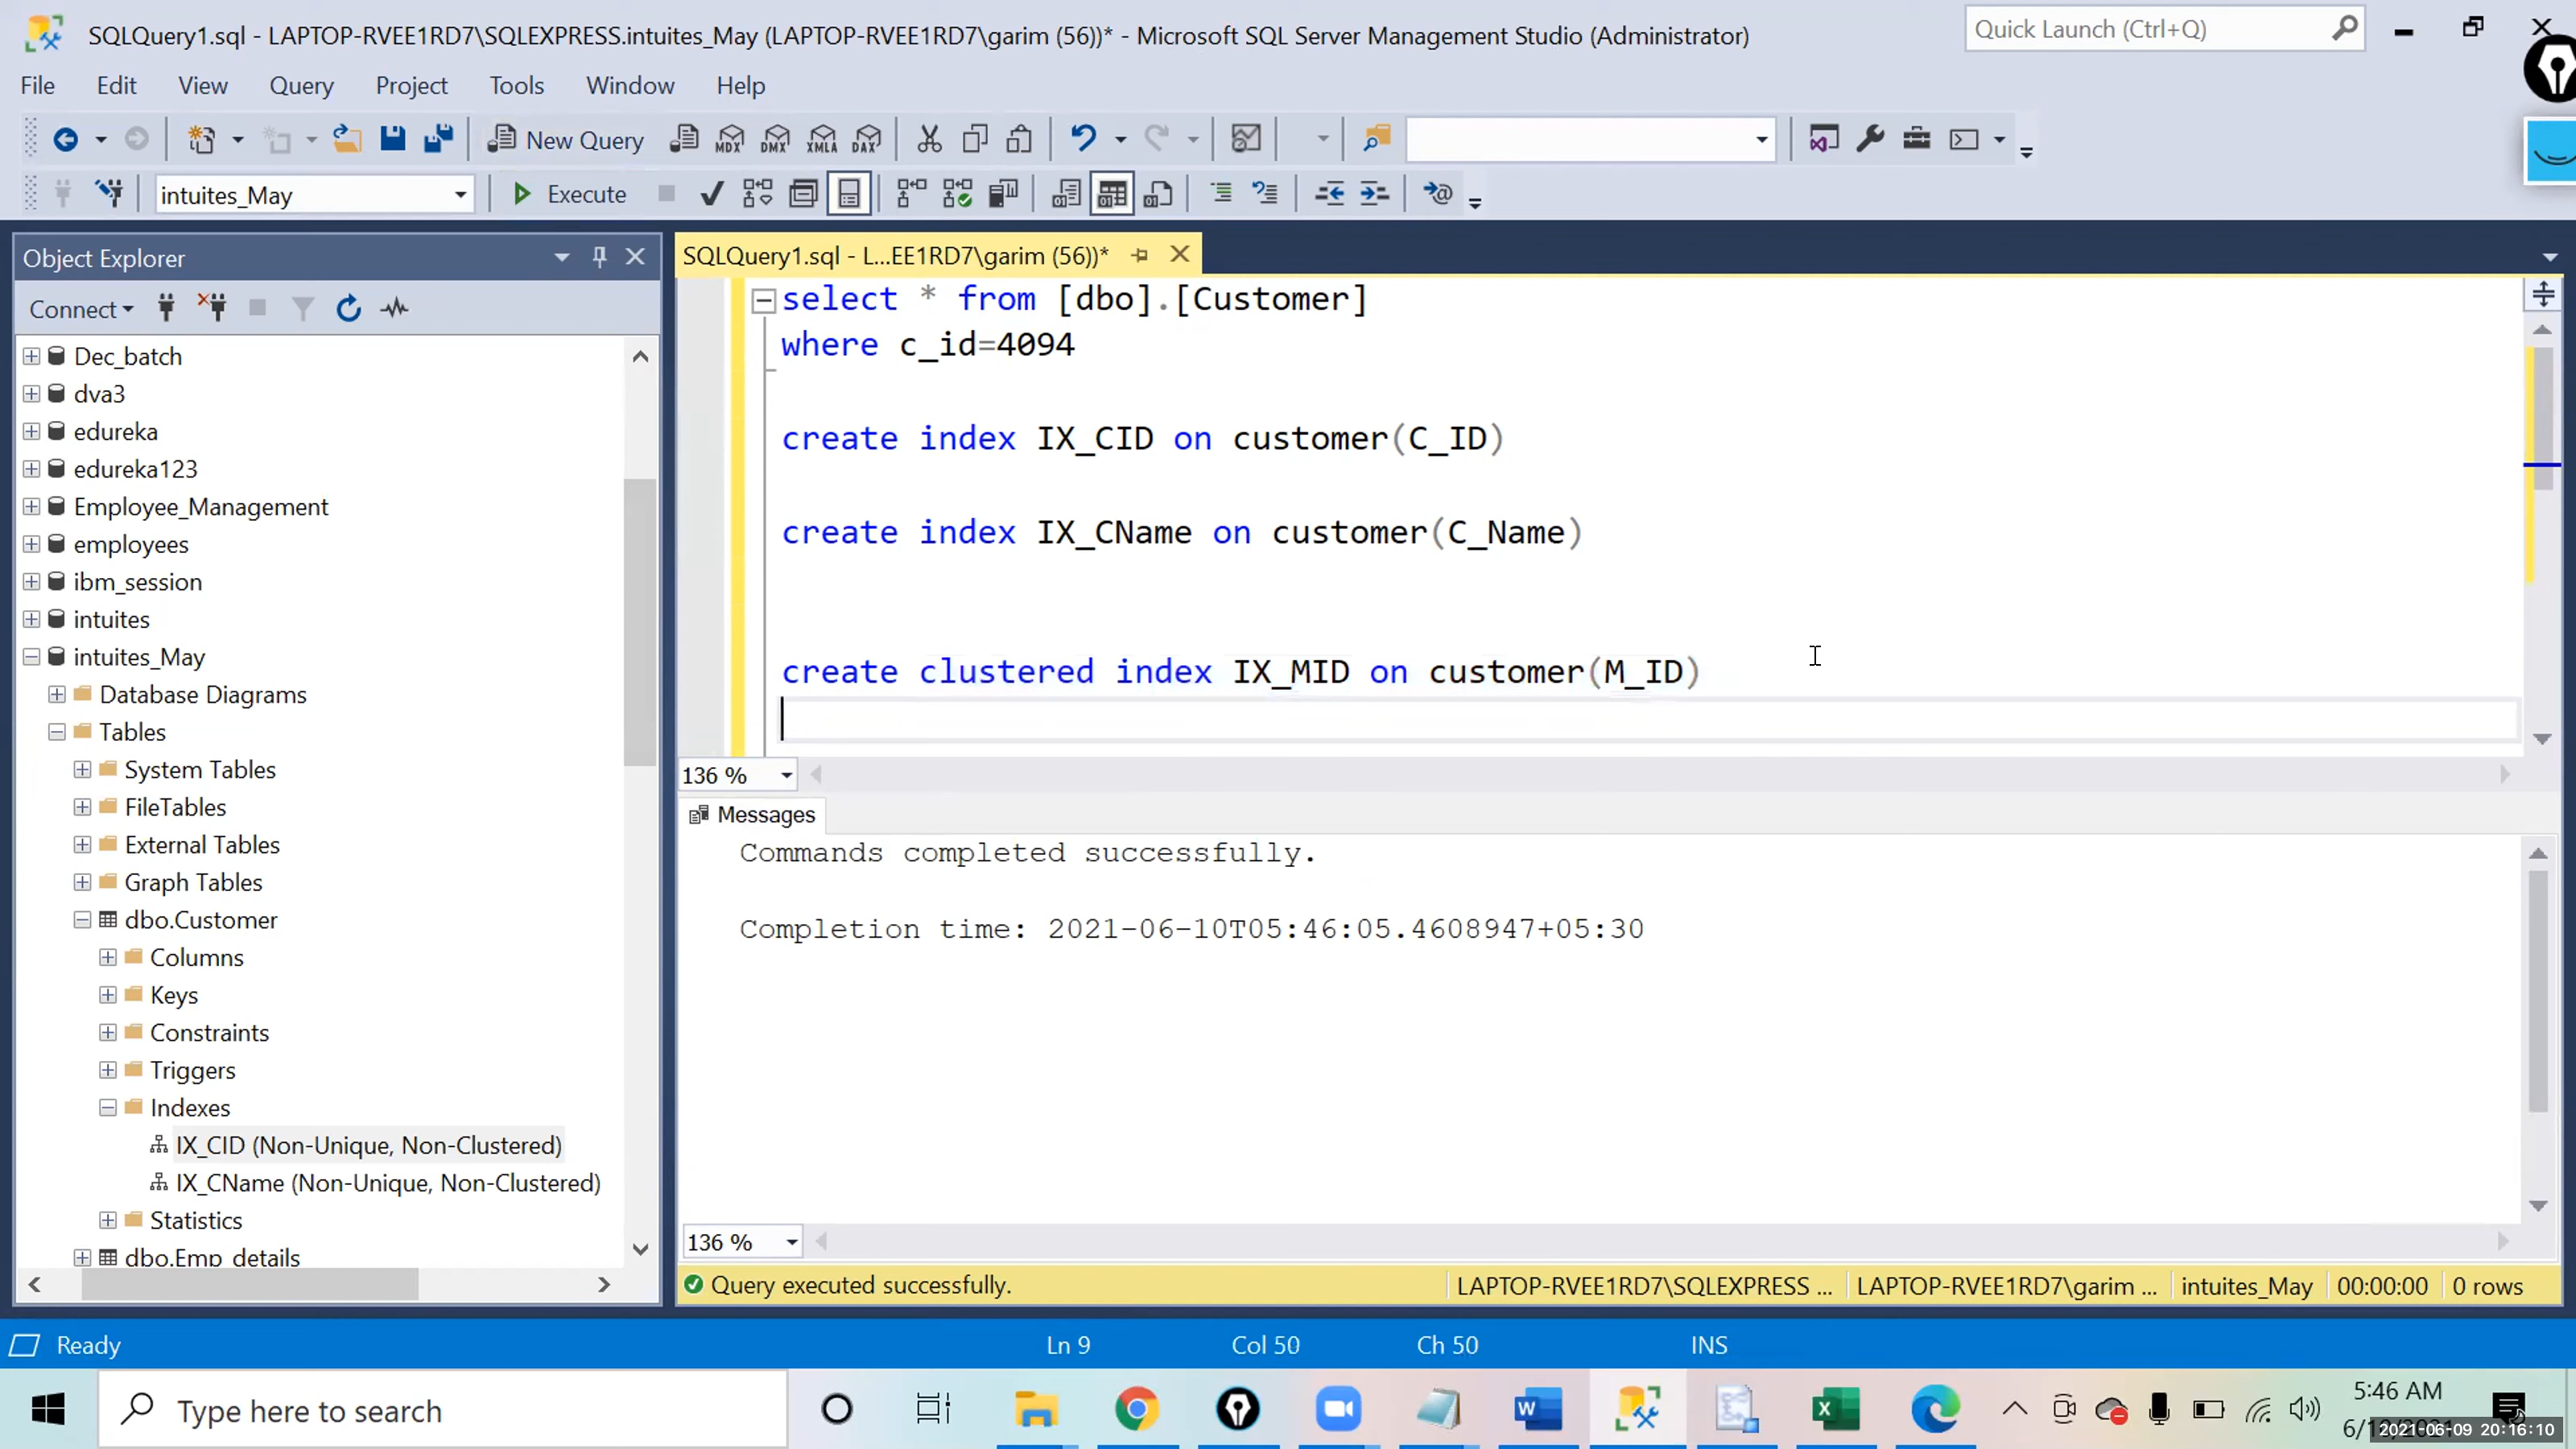 SQLQuery1.sql - LAPTOP-RVEE1RD7\SQLEXPRESS.intuites_May (LAPTOP-RVEE1RD7\garim (56))* - Microsoft SQL Server Management Studio (Administrator)
Quick Launch (Ctrl+Q)
File Edit View Query Project Tools Window Help
New Query MDX DMX XMLA DAX
intuites_May Execute
Object Explorer
Connect
Dec_batch
dva3
edureka
edureka123
Employee_Management
employees
ibm_session
intuites
intuites_May
Database Diagrams
Tables
System Tables
FileTables
External Tables
Graph Tables
dbo.Customer
Columns
Keys
Constraints
Triggers
Indexes
IX_CID (Non-Unique, Non-Clustered)
IX_CName (Non-Unique, Non-Clustered)
Statistics
dbo.Emp_details
SQLQuery1.sql - L...EE1RD7\garim (56))*
select * from [dbo].[Customer]
where c_id=4094
create index IX_CID on customer(C_ID)
create index IX_CName on customer(C_Name)
create clustered index IX_MID on customer(M_ID)
136 %
Messages
Commands completed successfully.
Completion time: 2021-06-10T05:46:05.4608947+05:30
136 %
Query executed successfully. LAPTOP-RVEE1RD7\SQLEXPRESS ... LAPTOP-RVEE1RD7\garim ... intuites_May 00:00:00 0 rows
Ready Ln 9 Col 50 Ch 50 INS
Type here to search
5:46 AM
2021-06-09 20:16:10